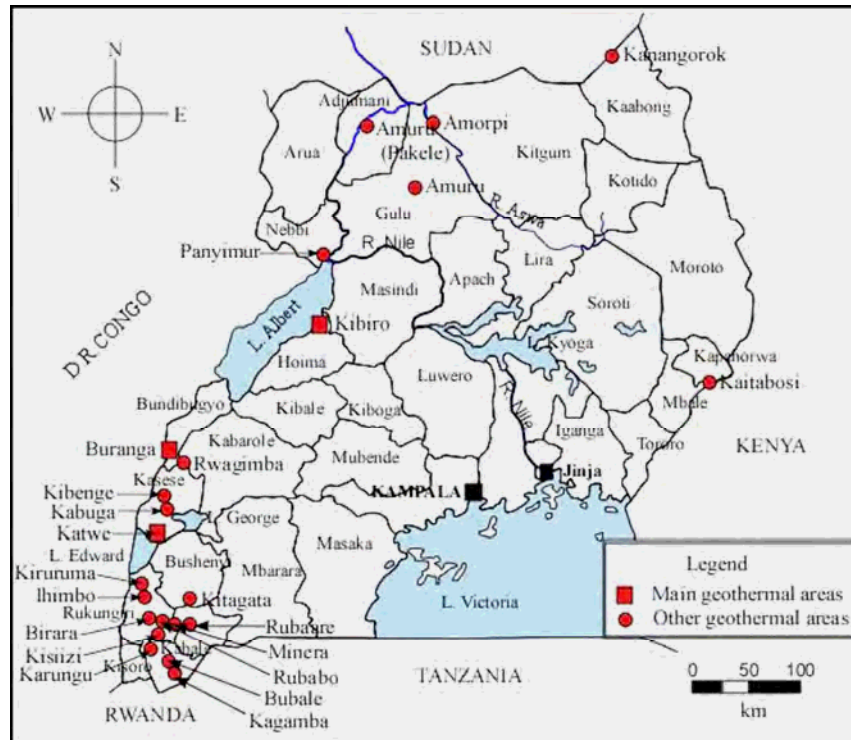 N
W
E
S
SUDAN
Kanangorok
Kaabong
Adjumani
Amuru
(Pakele)
Amorpi
Arua
Kitgum
Kotido
Amuru
Gulu
R. Aswa
Nebbi
R. Nile
Panyimur
Lira
Apach
Moroto
Masindi
Soroti
D.R. CONGO
L. Albert
Kibiro
L. Kyoga
Hoima
Luwero
Kapchorwa
Kaitabosi
Bundibugyo
Kibale
Kiboga
R. Nile
Mbale
Iganga
Kabarole
Tororo
KENYA
Buranga
Rwagimba
Mubende
Jinja
Kasese
Kibenge
KAMPALA
Kabuga
L. George
Katwe
Masaka
L. Edward
Bushenyi
Mbarara
Kiruruma
Ihimbo
Kitagata
L. Victoria
Rukungiri
Birara
Rubaare
Kisiizi
Kabale
Minera
Karungu
Kisoro
Rubabo
Bubale
Kagamba
RWANDA
TANZANIA
Legend
Main geothermal areas
Other geothermal areas
0 50 100
km